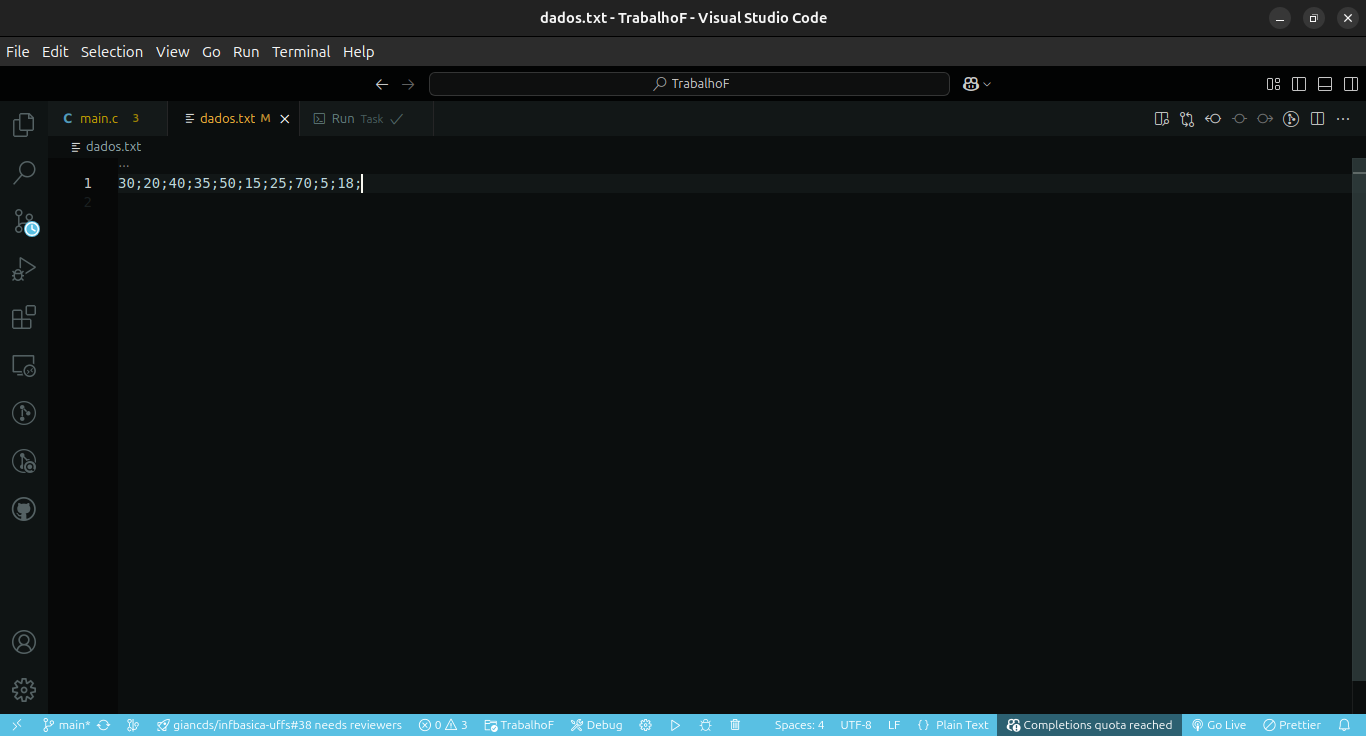 dados.txt - TrabalhoF - Visual Studio Code
File Edit Selection View Go Run Terminal Help
TrabalhoF
main.c 3 dados.txt M Run Task
dados.txt
...
1 30;20;40;35;50;15;25;70;5;18;
2
main* giancds/infbasica-uffs#38 needs reviewers 0 3 TrabalhoF Debug Spaces: 4 UTF-8 LF {} Plain Text Completions quota reached Go Live Prettier